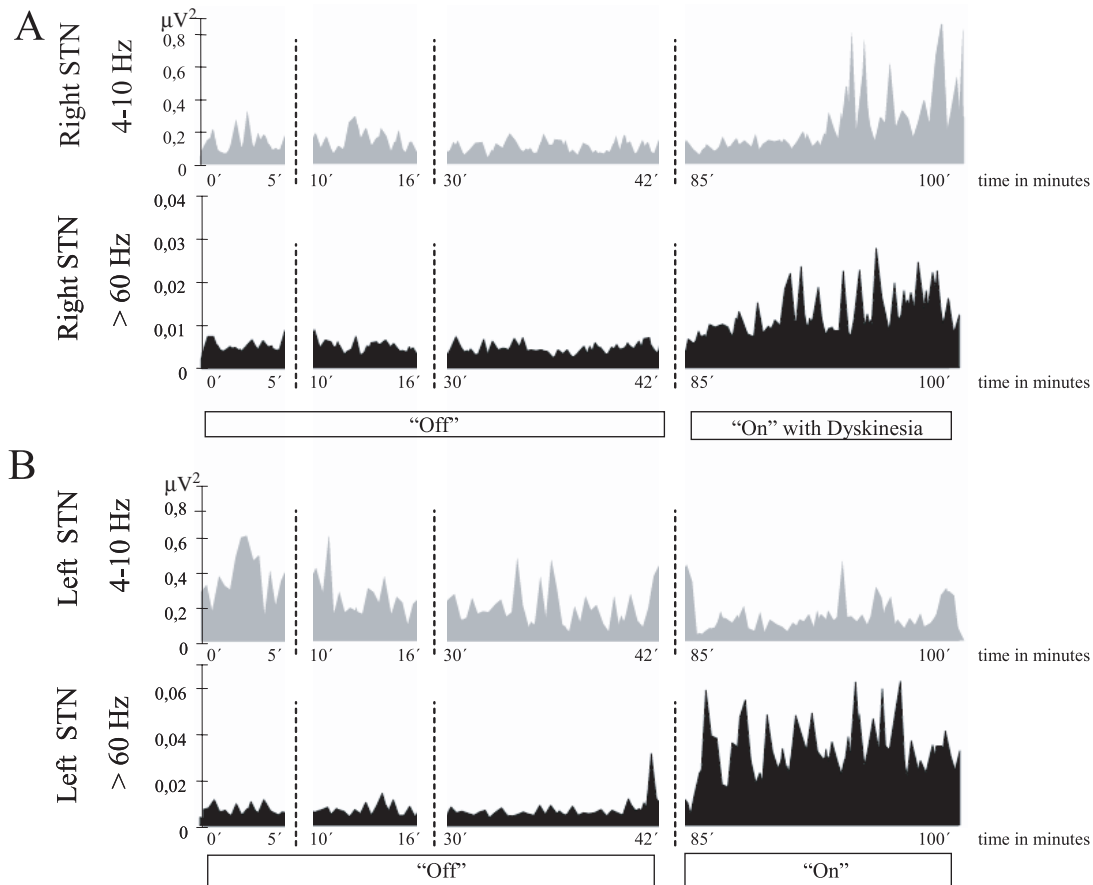 A
µV²
Right STN
4-10 Hz
0,8
0,6
0,4
0,2
0
0´ 5´ 10´ 16´ 30´ 42´ 85´ 100´ time in minutes
Right STN
> 60 Hz
0,04
0,03
0,02
0,01
0
0´ 5´ 10´ 16´ 30´ 42´ 85´ 100´ time in minutes
“Off” “On” with Dyskinesia
B
µV²
Left STN
4-10 Hz
0,8
0,6
0,4
0,2
0
0´ 5´ 10´ 16´ 30´ 42´ 85´ 100´ time in minutes
Left STN
> 60 Hz
0,06
0,04
0,02
0
0´ 5´ 10´ 16´ 30´ 42´ 85´ 100´ time in minutes
“Off” “On”